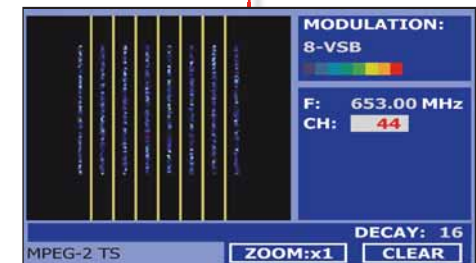 MODULATION:
8-VSB
F: 653.00 MHz
CH: 44
DECAY: 16
MPEG-2 TS ZOOM:x1 CLEAR